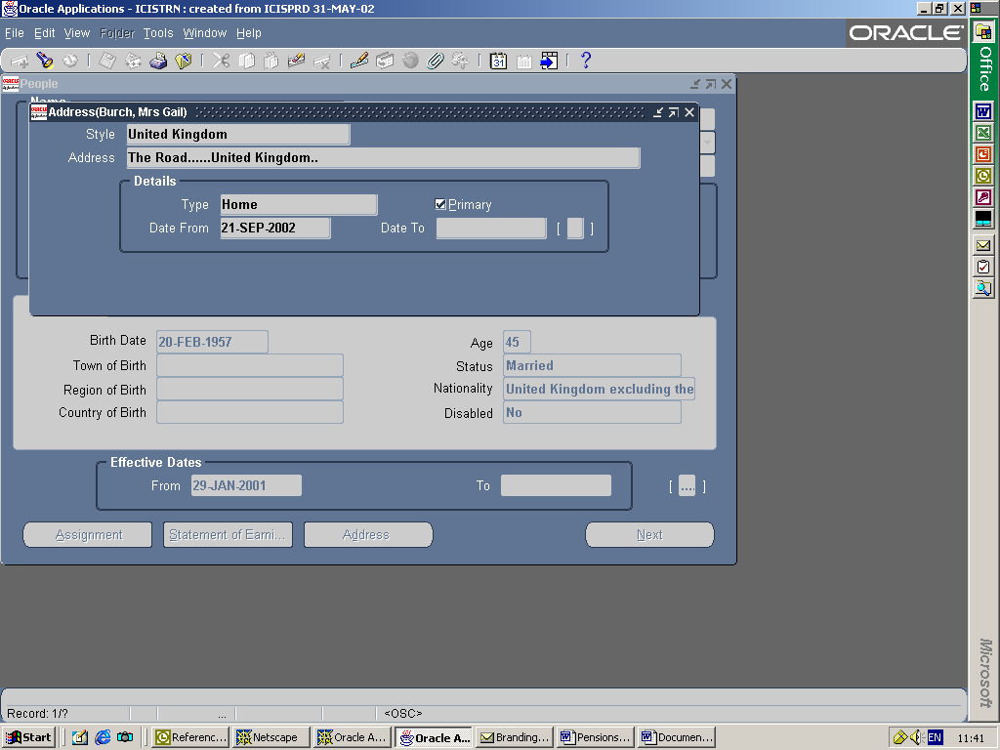 Oracle Applications - ICISTRN : created from ICISPRD 31-MAY-02
File Edit View Folder Tools Window Help
ORACLE
31 ?
Office
People
Name
Address(Burch, Mrs Gail)
Style United Kingdom
Address The Road......United Kingdom..
Details
Type Home Primary
Date From 21-SEP-2002 Date To [ ]
Birth Date 20-FEB-1957 Age 45
Town of Birth Status Married
Region of Birth Nationality United Kingdom excluding the
Country of Birth Disabled No
Effective Dates
From 29-JAN-2001 To [ .... ]
Assignment Statement of Earni... Address Next
Microsoft
Record: 1/? ... <OSC>
Start Referenc... Netscape Oracle A... Oracle A... Branding... Pensions... Documen... EN 11:41